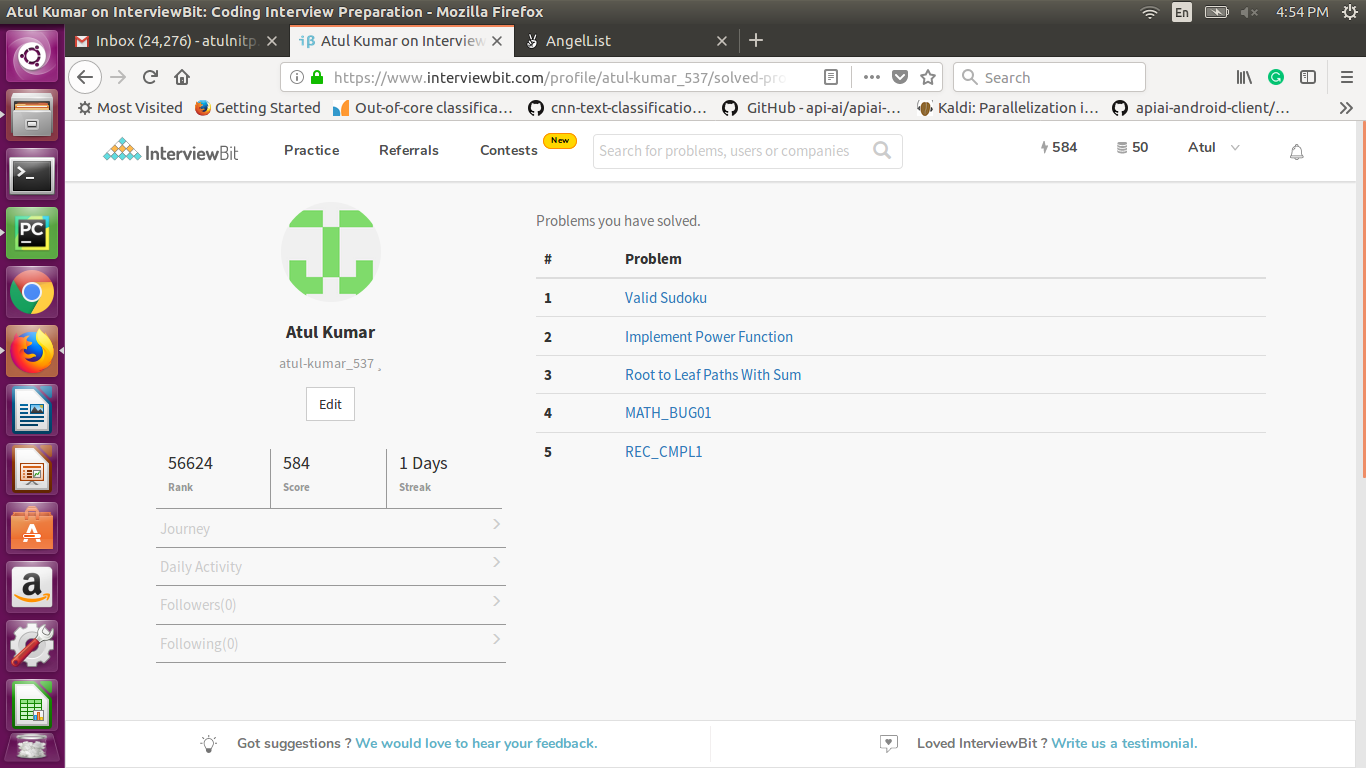 Atul Kumar on InterviewBit: Coding Interview Preparation - Mozilla Firefox
En
4:54 PM
Inbox (24,276) - atulnitp
Atul Kumar on Interview
AngelList
https://www.interviewbit.com/profile/atul-kumar_537/solved-pro
Search
Most Visited
Getting Started
Out-of-core classifica...
cnn-text-classificatio...
GitHub - api-ai/apiai-...
Kaldi: Parallelization i...
apiai-android-client/...
InterviewBit
Practice
Referrals
Contests
New
Search for problems, users or companies
584
50
Atul
Problems you have solved.
# Problem
1 Valid Sudoku
2 Implement Power Function
3 Root to Leaf Paths With Sum
4 MATH_BUG01
5 REC_CMPL1
Atul Kumar
atul-kumar_537
Edit
56624 584 1 Days
Rank Score Streak
Journey
Daily Activity
Followers(0)
Following(0)
Got suggestions ? We would love to hear your feedback.
Loved InterviewBit ? Write us a testimonial.